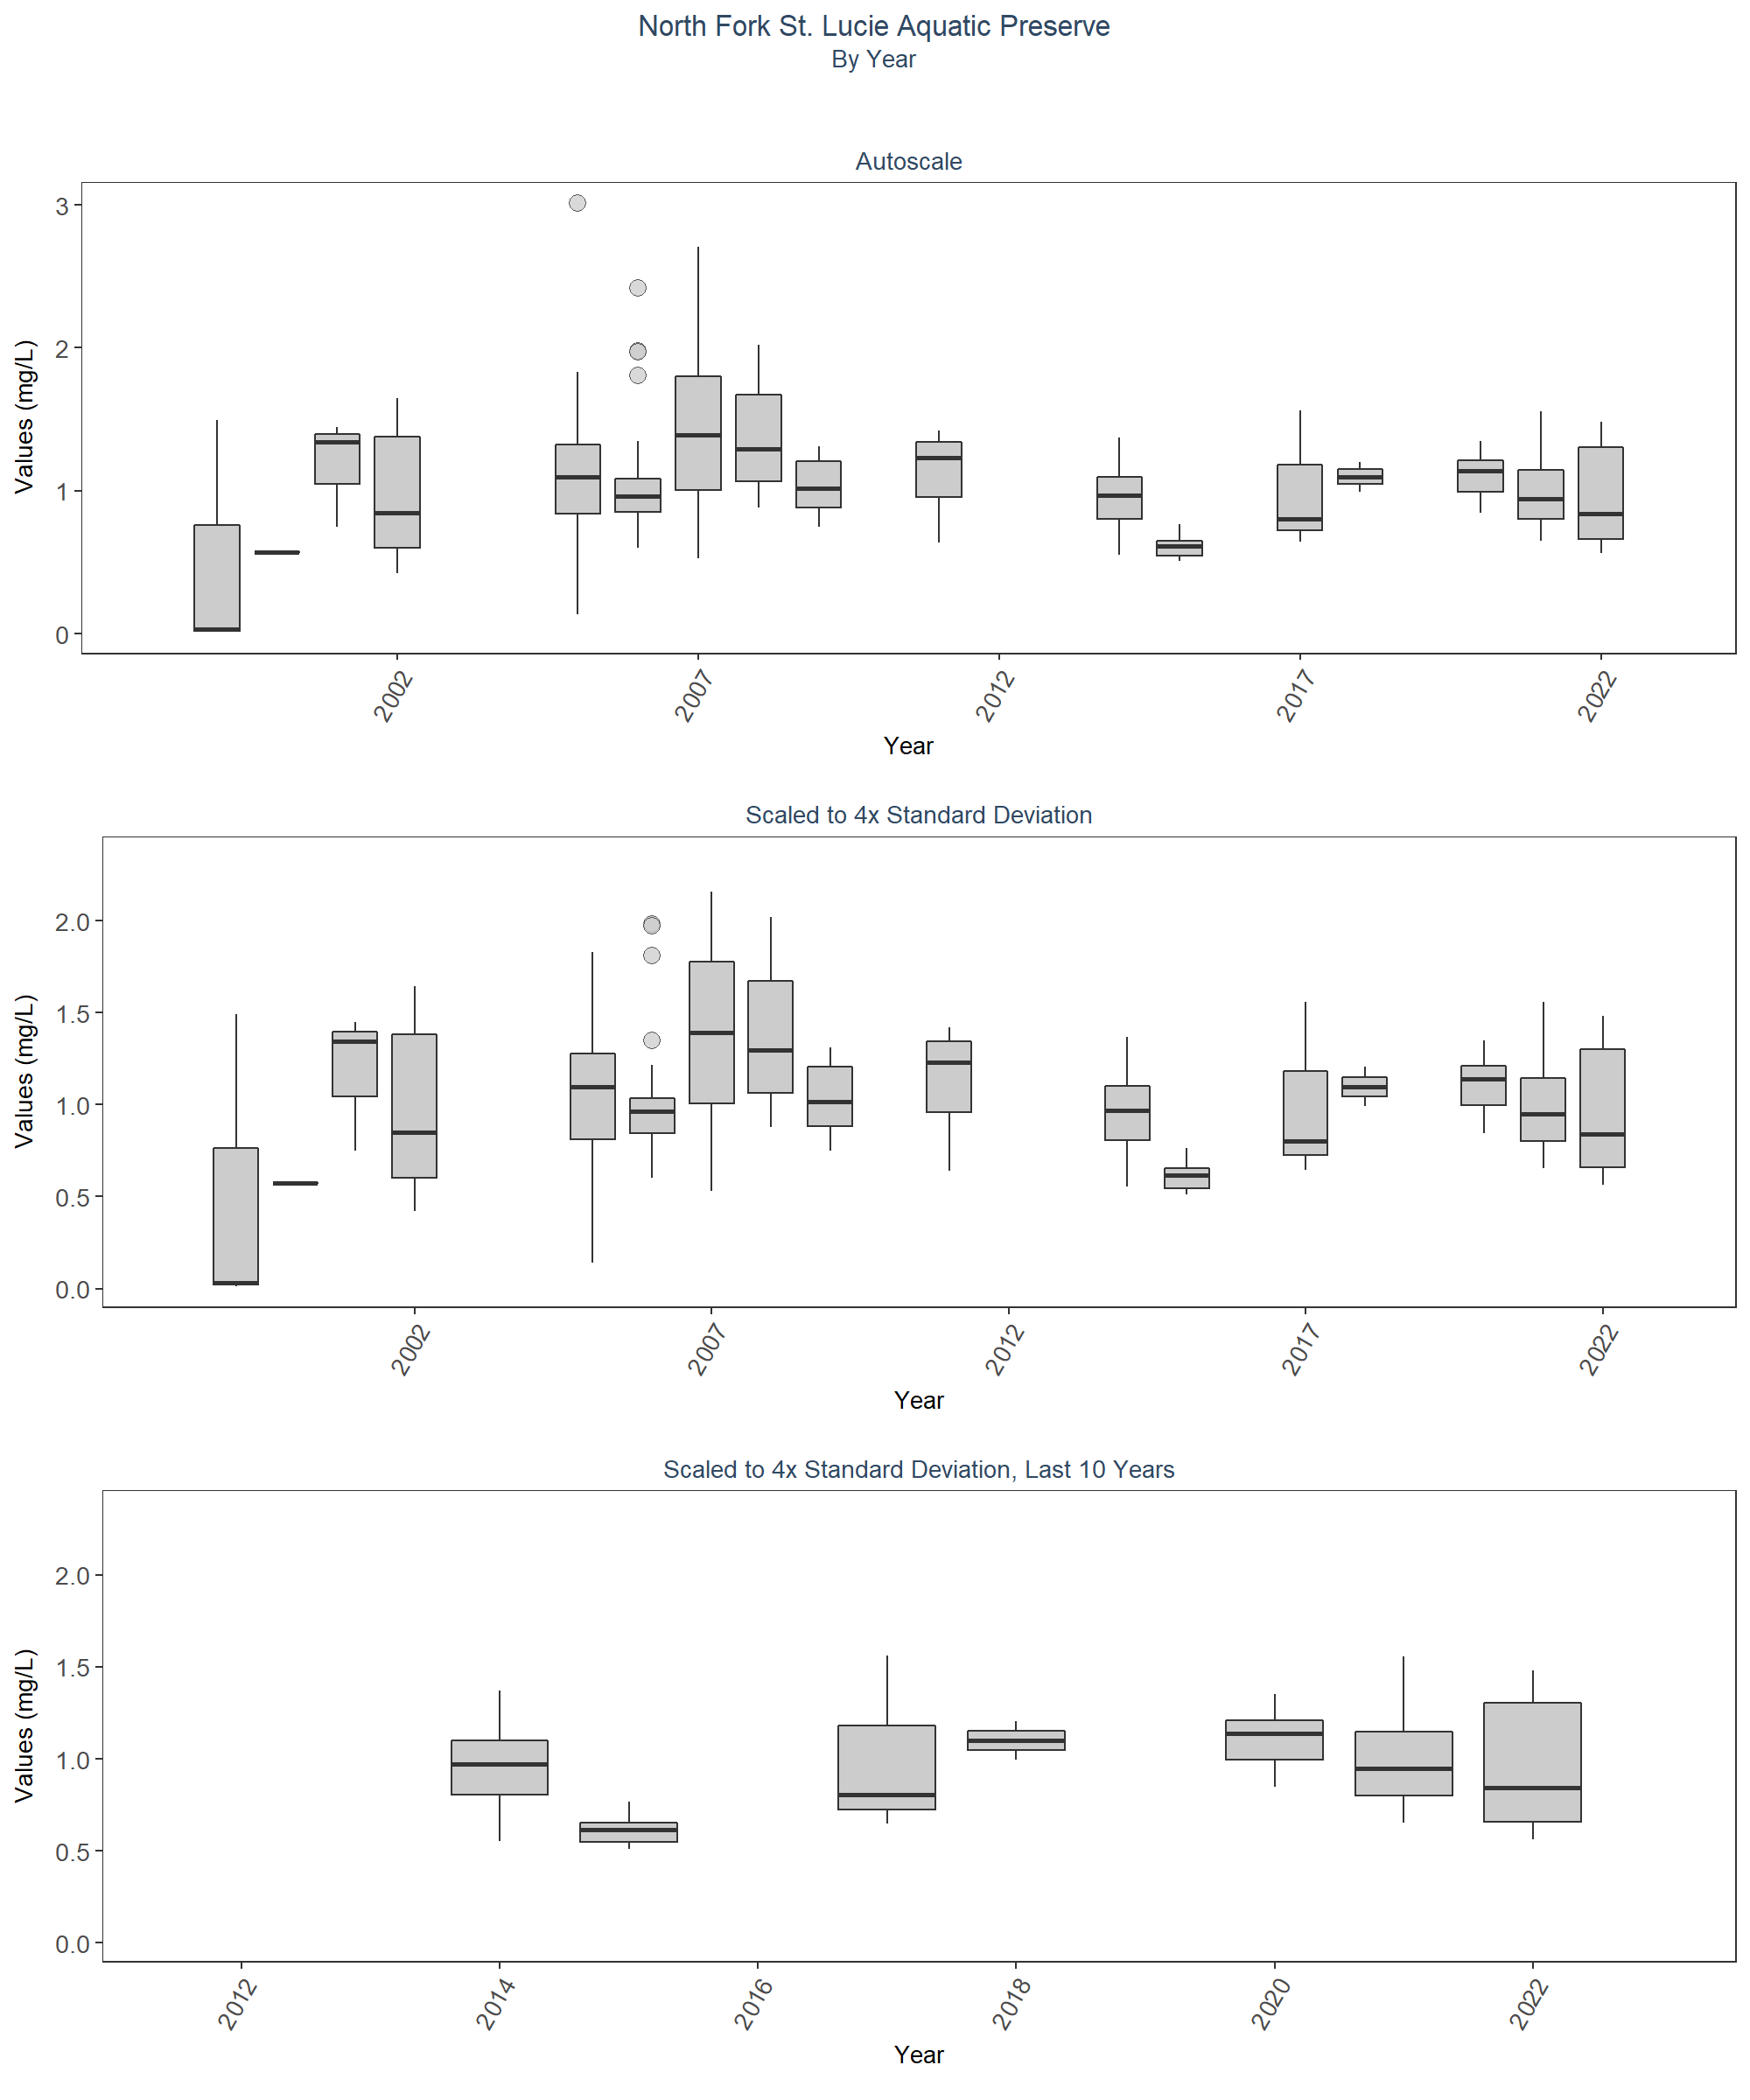 North Fork St. Lucie Aquatic Preserve
By Year
Autoscale
Values (mg/L)
3
2
1
0
2002
2007
2012
2017
2022
Year
Scaled to 4x Standard Deviation
Values (mg/L)
2.0
1.5
1.0
0.5
0.0
2002
2007
2012
2017
2022
Year
Scaled to 4x Standard Deviation, Last 10 Years
Values (mg/L)
2.0
1.5
1.0
0.5
0.0
2012
2014
2016
2018
2020
2022
Year